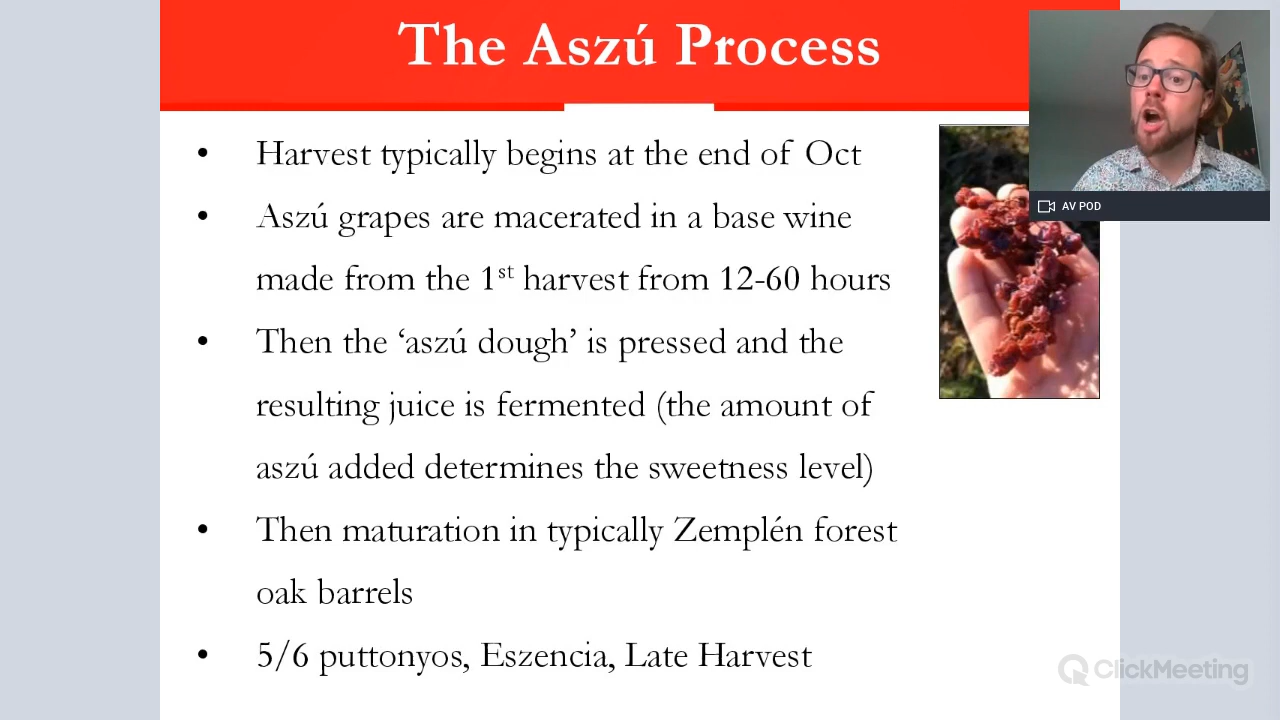 The Aszú Process
• Harvest typically begins at the end of Oct
• Aszú grapes are macerated in a base wine
made from the 1st harvest from 12-60 hours
• Then the ‘aszú dough’ is pressed and the
resulting juice is fermented (the amount of
aszú added determines the sweetness level)
• Then maturation in typically Zemplén forest
oak barrels
• 5/6 puttonyos, Eszencia, Late Harvest
AV POD
ClickMeeting